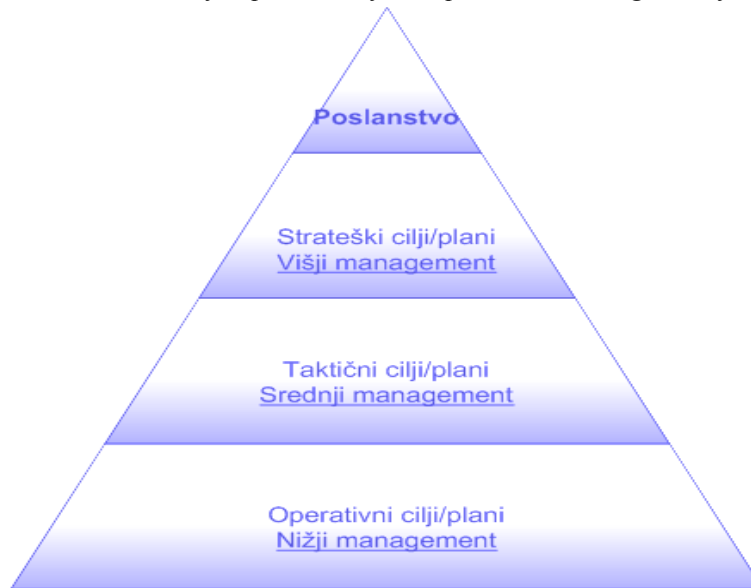 Poslanstvo
Strateški cilji/plani
Višji management
Taktični cilji/plani
Srednji management
Operativni cilji/plani
Nižji management